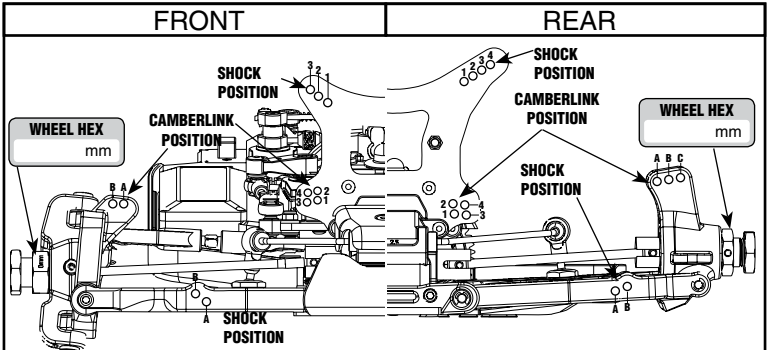 FRONT
REAR
SHOCK
POSITION
3
2
1
CAMBERLINK
POSITION
WHEEL HEX
mm
B A
4 2
3 1
B
A
SHOCK
POSITION
1 2 3 4
SHOCK
POSITION
CAMBERLINK
POSITION
WHEEL HEX
mm
SHOCK
POSITION
A B C
2 4
1 3
A B